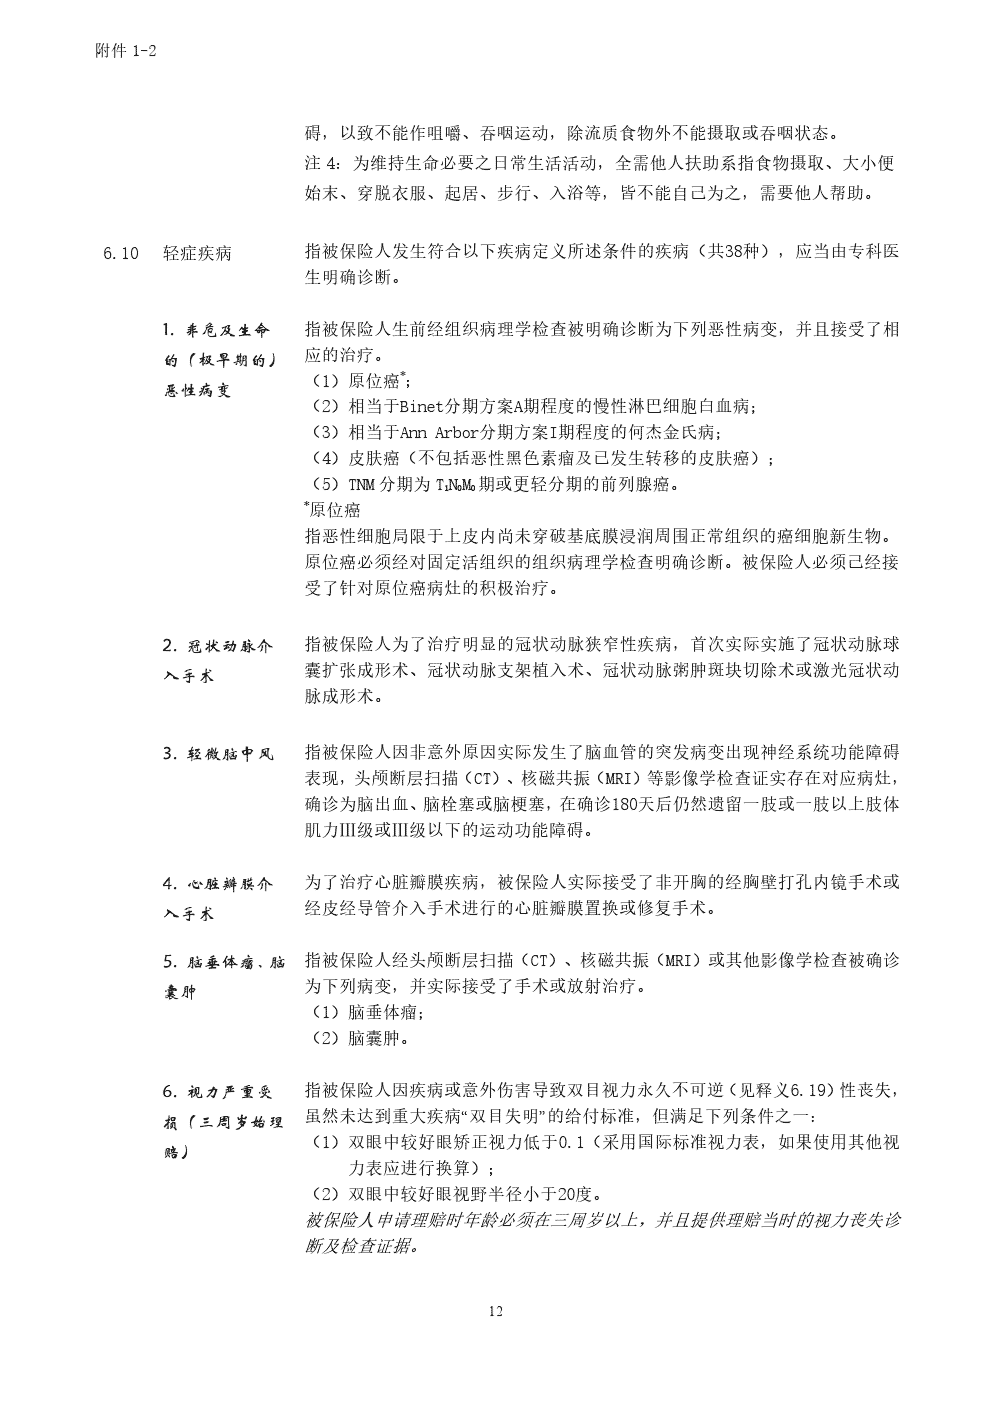 附件 1-2
碍，以致不能作咀嚼、吞咽运动，除流质食物外不能摄取或吞咽状态。
注 4：为维持生命必要之日常生活活动，全需他人扶助系指食物摄取、大小便
始末、穿脱衣服、起居、步行、入浴等，皆不能自己为之，需要他人帮助。
6.10 轻症疾病 指被保险人发生符合以下疾病定义所述条件的疾病（共38种），应当由专科医
生明确诊断。
1. 非危及生命 指被保险人生前经组织病理学检查被明确诊断为下列恶性病变，并且接受了相
的（极早期的） 应的治疗。
恶性病变 （1）原位癌*；
（2）相当于Binet分期方案A期程度的慢性淋巴细胞白血病；
（3）相当于Ann Arbor分期方案I期程度的何杰金氏病；
（4）皮肤癌（不包括恶性黑色素瘤及已发生转移的皮肤癌）；
（5）TNM 分期为 T₁N₀M₀期或更轻分期的前列腺癌。
*原位癌
指恶性细胞局限于上皮内尚未穿破基底膜浸润周围正常组织的癌细胞新生物。
原位癌必须经对固定活组织的组织病理学检查明确诊断。被保险人必须己经接
受了针对原位癌病灶的积极治疗。
2. 冠状动脉介 指被保险人为了治疗明显的冠状动脉狭窄性疾病，首次实际实施了冠状动脉球
入手术 囊扩张成形术、冠状动脉支架植入术、冠状动脉粥肿斑块切除术或激光冠状动
脉成形术。
3. 轻微脑中风 指被保险人因非意外原因实际发生了脑血管的突发病变出现神经系统功能障碍
表现，头颅断层扫描（CT）、核磁共振（MRI）等影像学检查证实存在对应病灶，
确诊为脑出血、脑栓塞或脑梗塞，在确诊180天后仍然遗留一肢或一肢以上肢体
肌力Ⅲ级或Ⅲ级以下的运动功能障碍。
4. 心脏瓣膜介 为了治疗心脏瓣膜疾病，被保险人实际接受了非开胸的经胸壁打孔内镜手术或
入手术 经皮经导管介入手术进行的心脏瓣膜置换或修复手术。
5. 脑垂体瘤、脑 指被保险人经头颅断层扫描（CT）、核磁共振（MRI）或其他影像学检查被确诊
囊肿 为下列病变，并实际接受了手术或放射治疗。
（1）脑垂体瘤；
（2）脑囊肿。
6. 视力严重受 指被保险人因疾病或意外伤害导致双目视力永久不可逆（见释义6.19）性丧失，
损（三周岁始理 虽然未达到重大疾病“双目失明”的给付标准，但满足下列条件之一：
赔） （1）双眼中较好眼矫正视力低于0.1（采用国际标准视力表，如果使用其他视
力表应进行换算）；
（2）双眼中较好眼视野半径小于20度。
被保险人申请理赔时年龄必须在三周岁以上，并且提供理赔当时的视力丧失诊
断及检查证据。
12